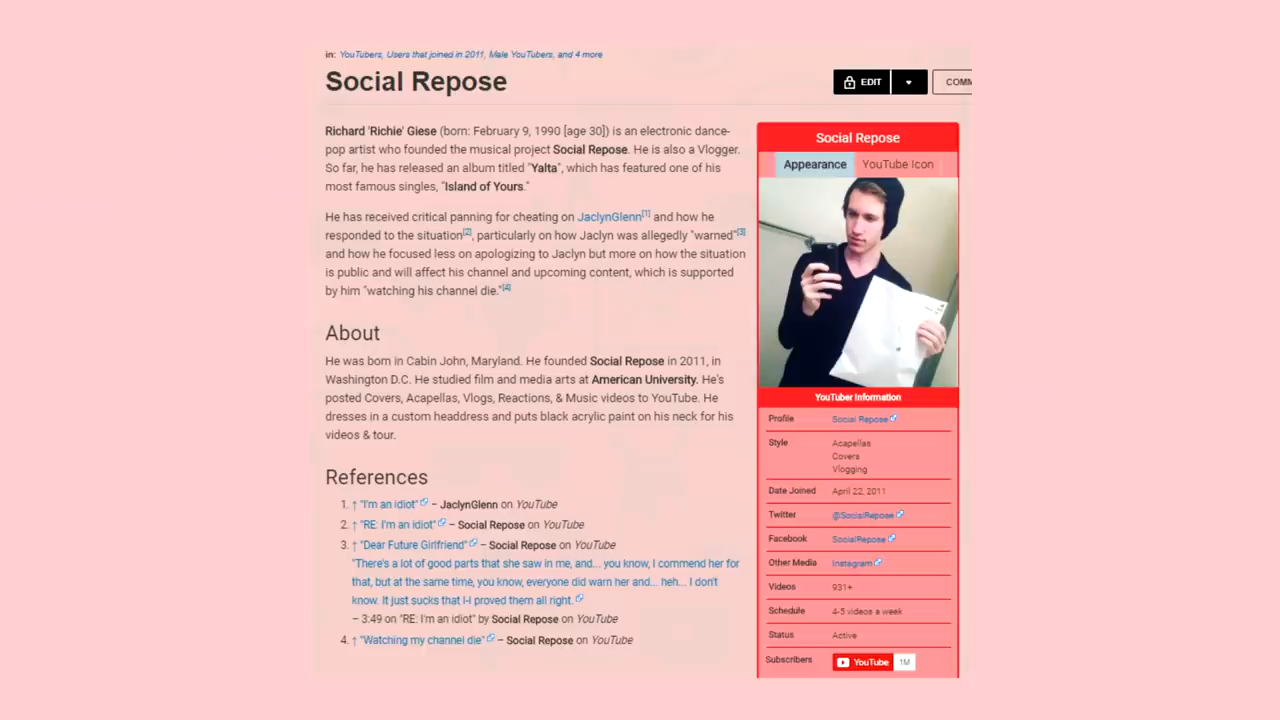 in: YouTubers, Users that joined in 2011, Male YouTubers, and 4 more
Social Repose
EDIT
COMM
Richard 'Richie' Giese (born: February 9, 1990 [age 30]) is an electronic dance-
pop artist who founded the musical project Social Repose. He is also a Vlogger.
So far, he has released an album titled "Yalta", which has featured one of his
most famous singles, "Island of Yours."
He has received critical panning for cheating on JaclynGlenn[1] and how he
responded to the situation[2], particularly on how Jaclyn was allegedly "warned"[3]
and how he focused less on apologizing to Jaclyn but more on how the situation
is public and will affect his channel and upcoming content, which is supported
by him "watching his channel die."[4]
About
He was born in Cabin John, Maryland. He founded Social Repose in 2011, in
Washington D.C. He studied film and media arts at American University. He's
posted Covers, Acapellas, Vlogs, Reactions, & Music videos to YouTube. He
dresses in a custom headdress and puts black acrylic paint on his neck for his
videos & tour.
References
1. ↑ "I'm an idiot" – JaclynGlenn on YouTube
2. ↑ "RE: I'm an idiot" – Social Repose on YouTube
3. ↑ "Dear Future Girlfriend" – Social Repose on YouTube
"There's a lot of good parts that she saw in me, and... you know, I commend her for
that, but at the same time, you know, everyone did warn her and... heh... I don't
know. It just sucks that I-I proved them all right.
– 3:49 on "RE: I'm an idiot" by Social Repose on YouTube
4. ↑ "Watching my channel die" – Social Repose on YouTube
Social Repose
Appearance YouTube Icon
YouTuber Information
Profile Social Repose
Style Acapellas
Covers
Vlogging
Date Joined April 22, 2011
Twitter @SocialRepose
Facebook SocialRepose
Other Media Instagram
Videos 931+
Schedule 4-5 videos a week
Status Active
Subscribers YouTube 1M